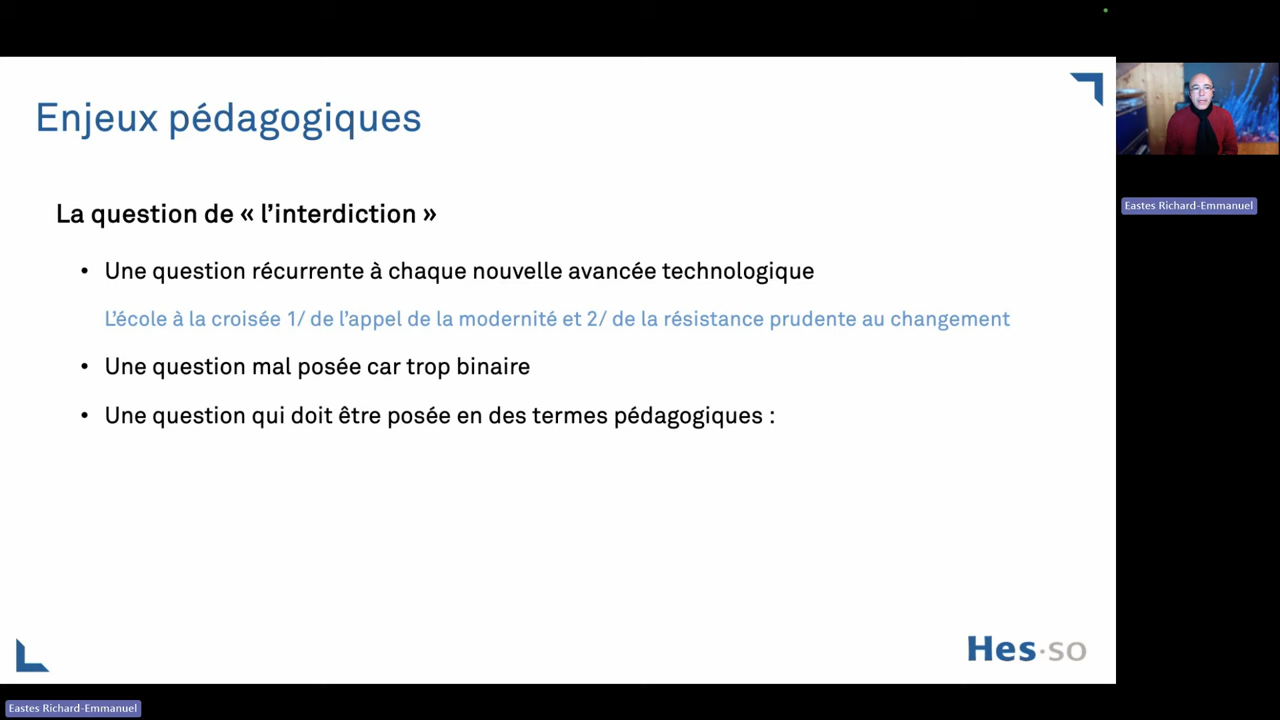 Enjeux pédagogiques
La question de « l’interdiction »
• Une question récurrente à chaque nouvelle avancée technologique
L’école à la croisée 1/ de l’appel de la modernité et 2/ de la résistance prudente au changement
• Une question mal posée car trop binaire
• Une question qui doit être posée en des termes pédagogiques :
Hes·so
Eastes Richard-Emmanuel
Eastes Richard-Emmanuel